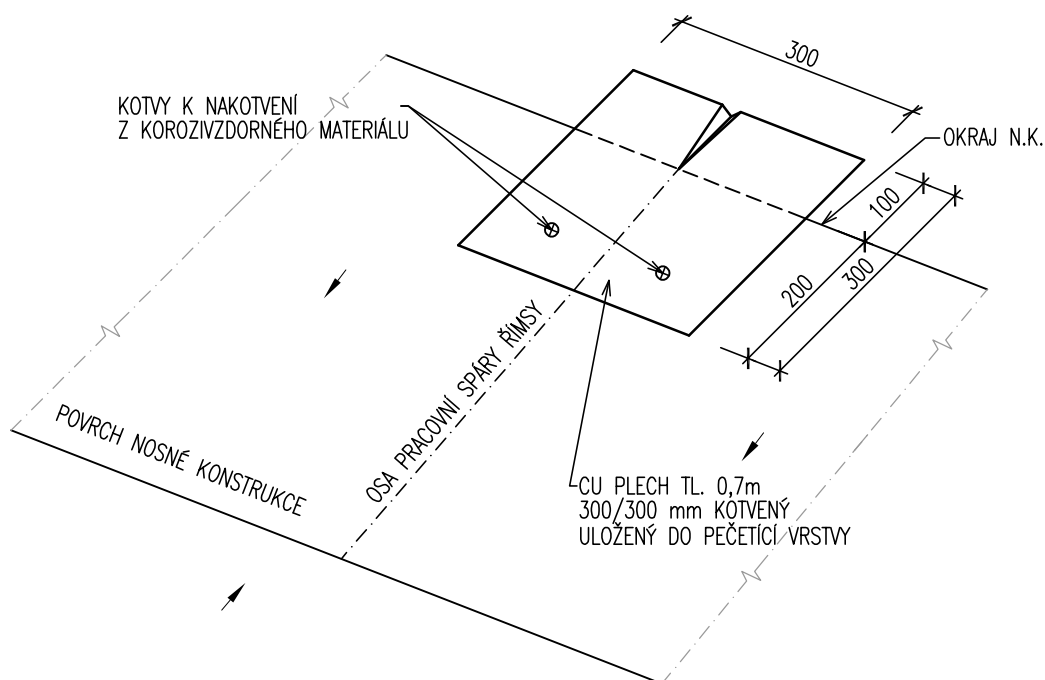 300
KOTVY K NAKOTVENÍ
Z KOROZIVZDORNÉHO MATERIÁLU
OKRAJ N.K.
100
200
300
OSA PRACOVNÍ SPÁRY ŘÍMSY
POVRCH NOSNÉ KONSTRUKCE
CU PLECH TL. 0,7m
300/300 mm KOTVENÝ
ULOŽENÝ DO PEČETÍCÍ VRSTVY